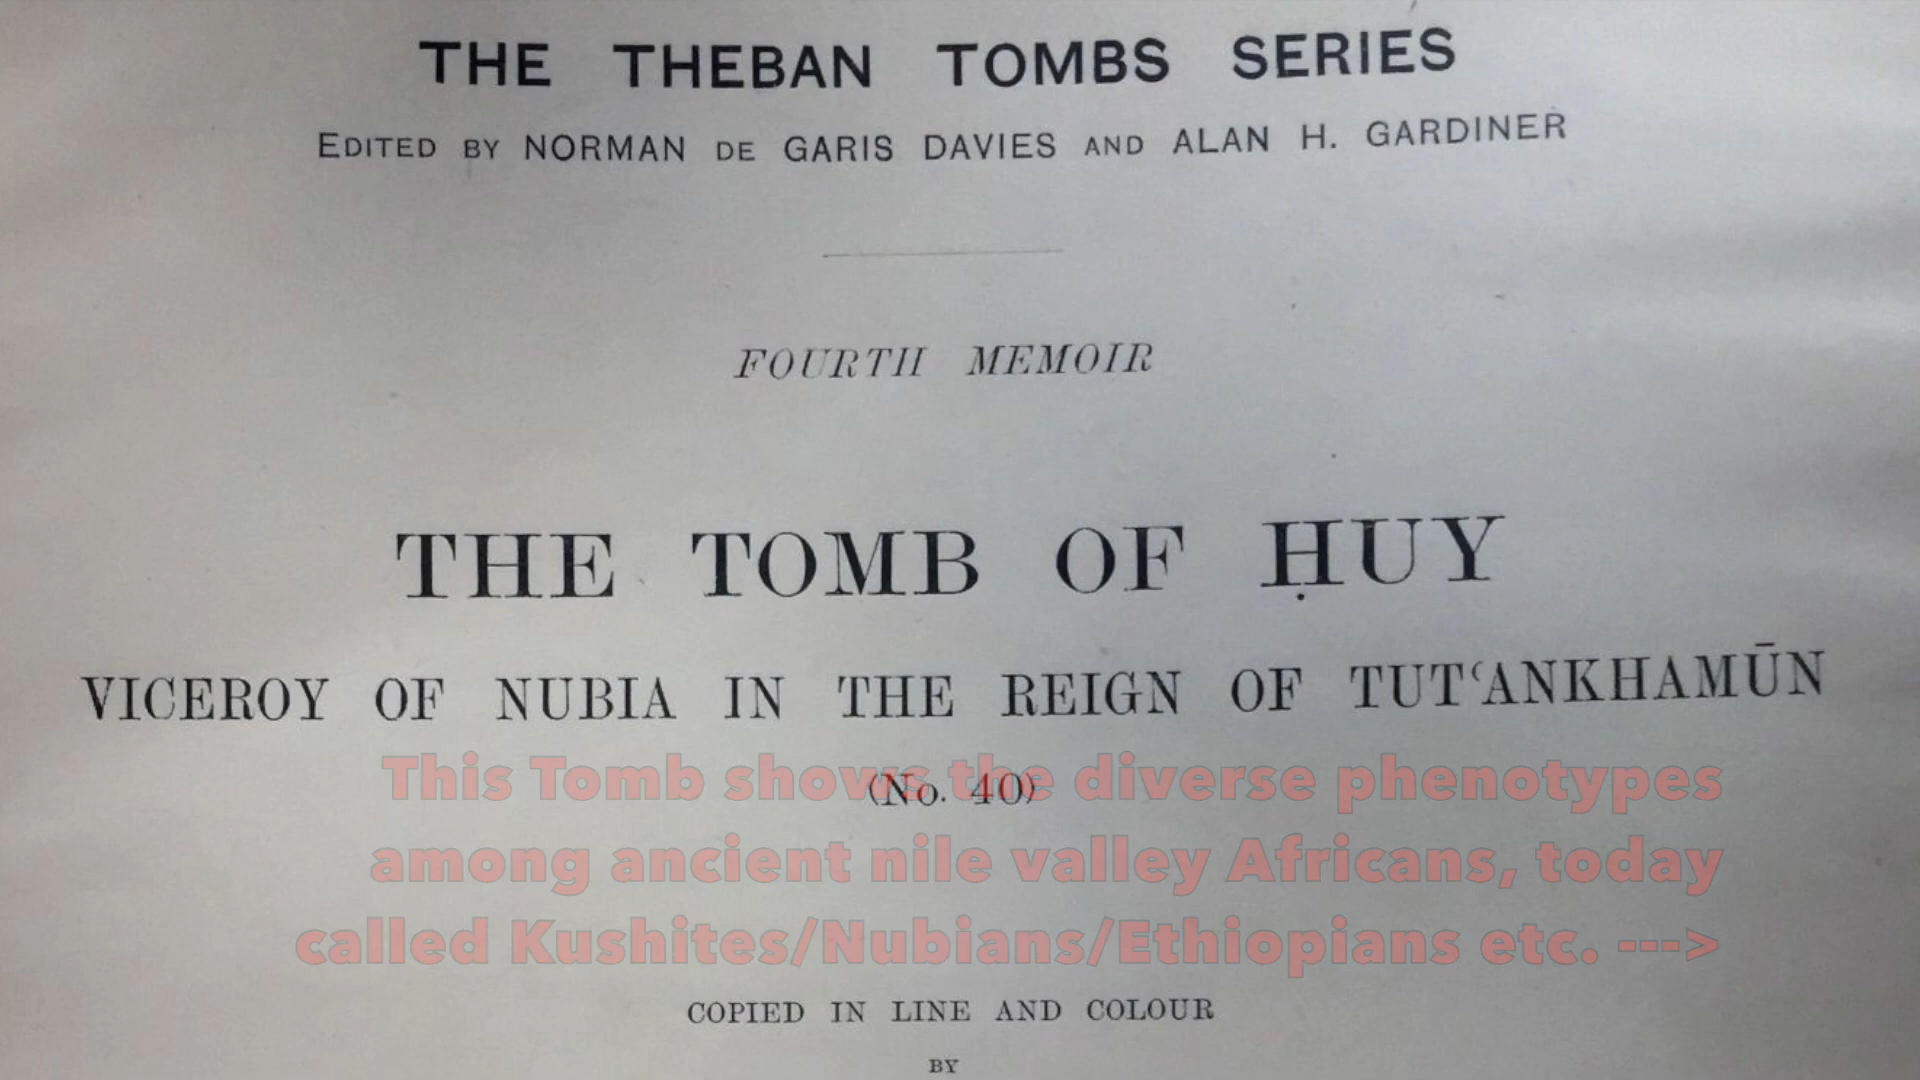 THE THEBAN TOMBS SERIES
EDITED BY NORMAN DE GARIS DAVIES AND ALAN H. GARDINER
FOURTH MEMOIR
THE TOMB OF ḤUY
VICEROY OF NUBIA IN THE REIGN OF TUTʿANKHAMŪN
(No. 40)
This Tomb shows the diverse phenotypes
among ancient nile valley Africans, today
called Kushites/Nubians/Ethiopians etc. --->
COPIED IN LINE AND COLOUR
BY